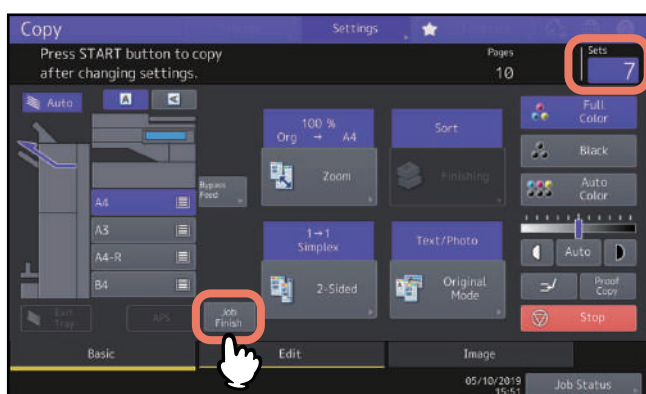 Copy
Settings
Press START button to copy
after changing settings.
Pages
10
Sets
7
Auto
A
A
100 %
Org → A4
Zoom
Sort
Finishing
Full
Color
Black
Auto
Color
Bypass
Feed
A4
A3
A4-R
B4
1→1
Simplex
2-Sided
Text/Photo
Original
Mode
Auto
Proof
Copy
Stop
Exit
Tray
APS
Job
Finish
Basic
Edit
Image
05/10/2019
15:51
Job Status